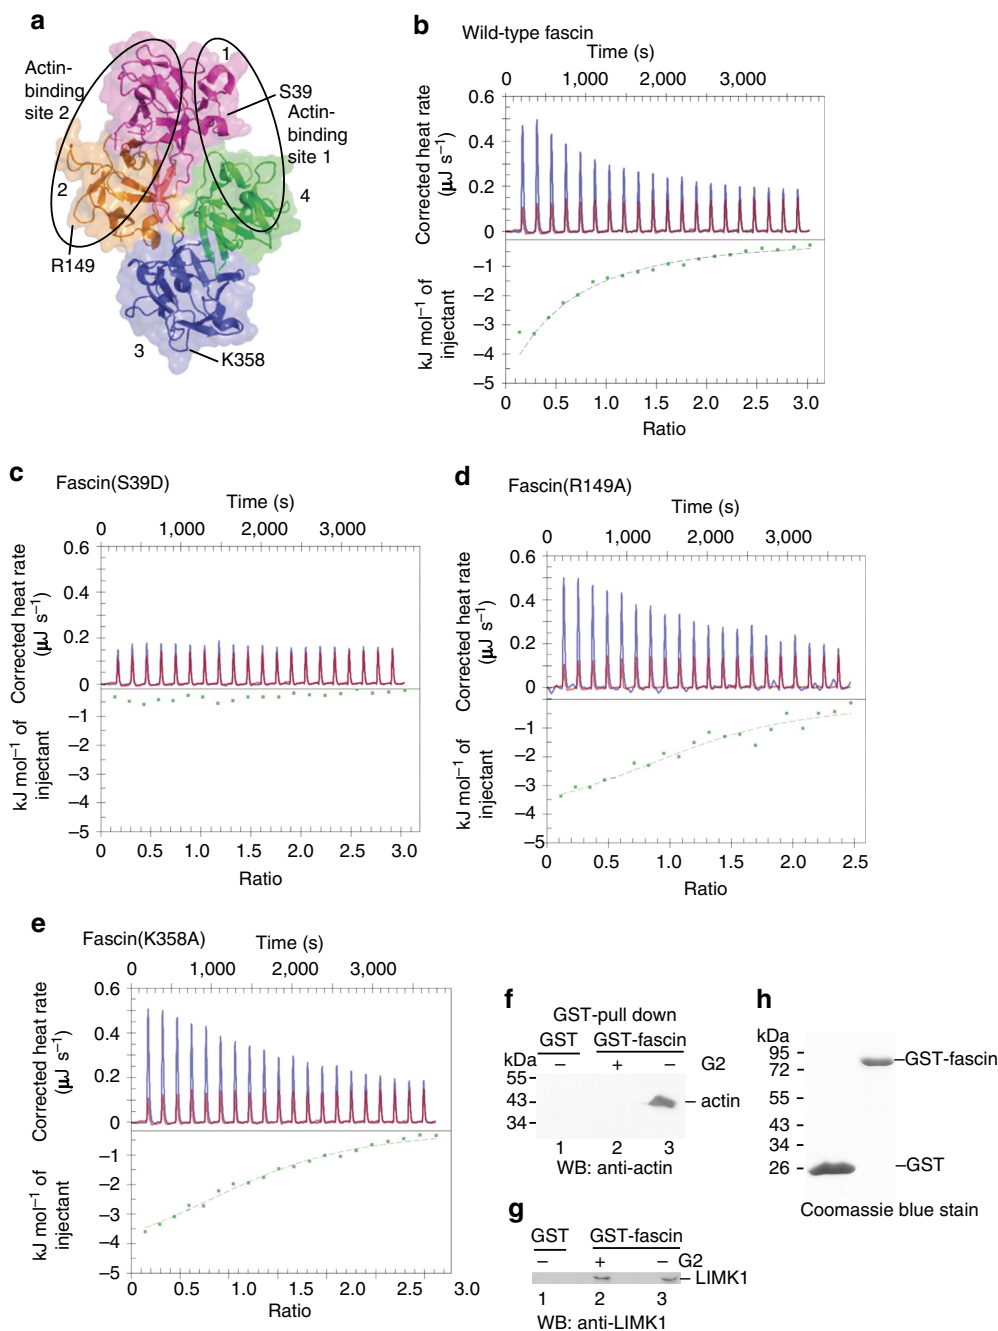 a
Actin-
binding
site 2
1
S39
Actin-
binding
site 1
2
4
R149
3
K358
b
Wild-type fascin
Time (s)
0 1,000 2,000 3,000
0.6
0.4
0.2
0
Corrected heat rate
(µJ s−1)
−1
−2
−3
−4
−5
kJ mol−1 of
injectant
0 0.5 1.0 1.5 2.0 2.5 3.0
Ratio
c
Fascin(S39D)
Time (s)
0 1,000 2,000 3,000
0.6
0.4
0.2
0
Corrected heat rate
(µJ s−1)
−1
−2
−3
−4
−5
kJ mol−1 of
injectant
0 0.5 1.0 1.5 2.0 2.5 3.0
Ratio
d
Fascin(R149A)
Time (s)
0 1,000 2,000 3,000
0.6
0.4
0.2
0
Corrected heat rate
(µJ s−1)
−1
−2
−3
−4
−5
kJ mol−1 of
injectant
0 0.5 1.0 1.5 2.0 2.5
Ratio
e
Fascin(K358A)
Time (s)
0 1,000 2,000 3,000
0.6
0.4
0.2
0
Corrected heat rate
(µJ s−1)
−1
−2
−3
−4
−5
kJ mol−1 of
injectant
0 0.5 1.0 1.5 2.0 2.5 3.0
Ratio
f
GST-pull down
GST GST-fascin
kDa − + − G2
55
43
34
actin
1 2 3
WB: anti-actin
g
GST GST-fascin
− + − G2
LIMK1
1 2 3
WB: anti-LIMK1
h
kDa
95
72
55
43
34
26
GST-fascin
GST
Coomassie blue stain